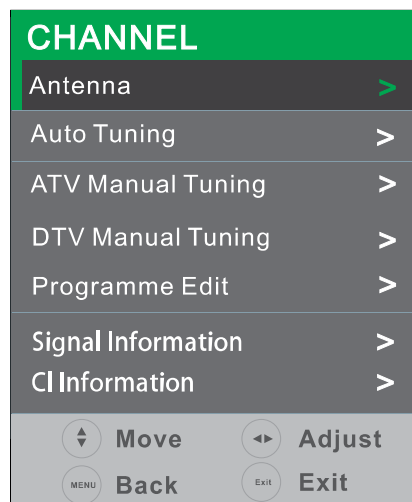 CHANNEL
Antenna >
Auto Tuning >
ATV Manual Tuning >
DTV Manual Tuning >
Programme Edit >
Signal Information >
CI Information >
Move Adjust
MENU Back Exit Exit